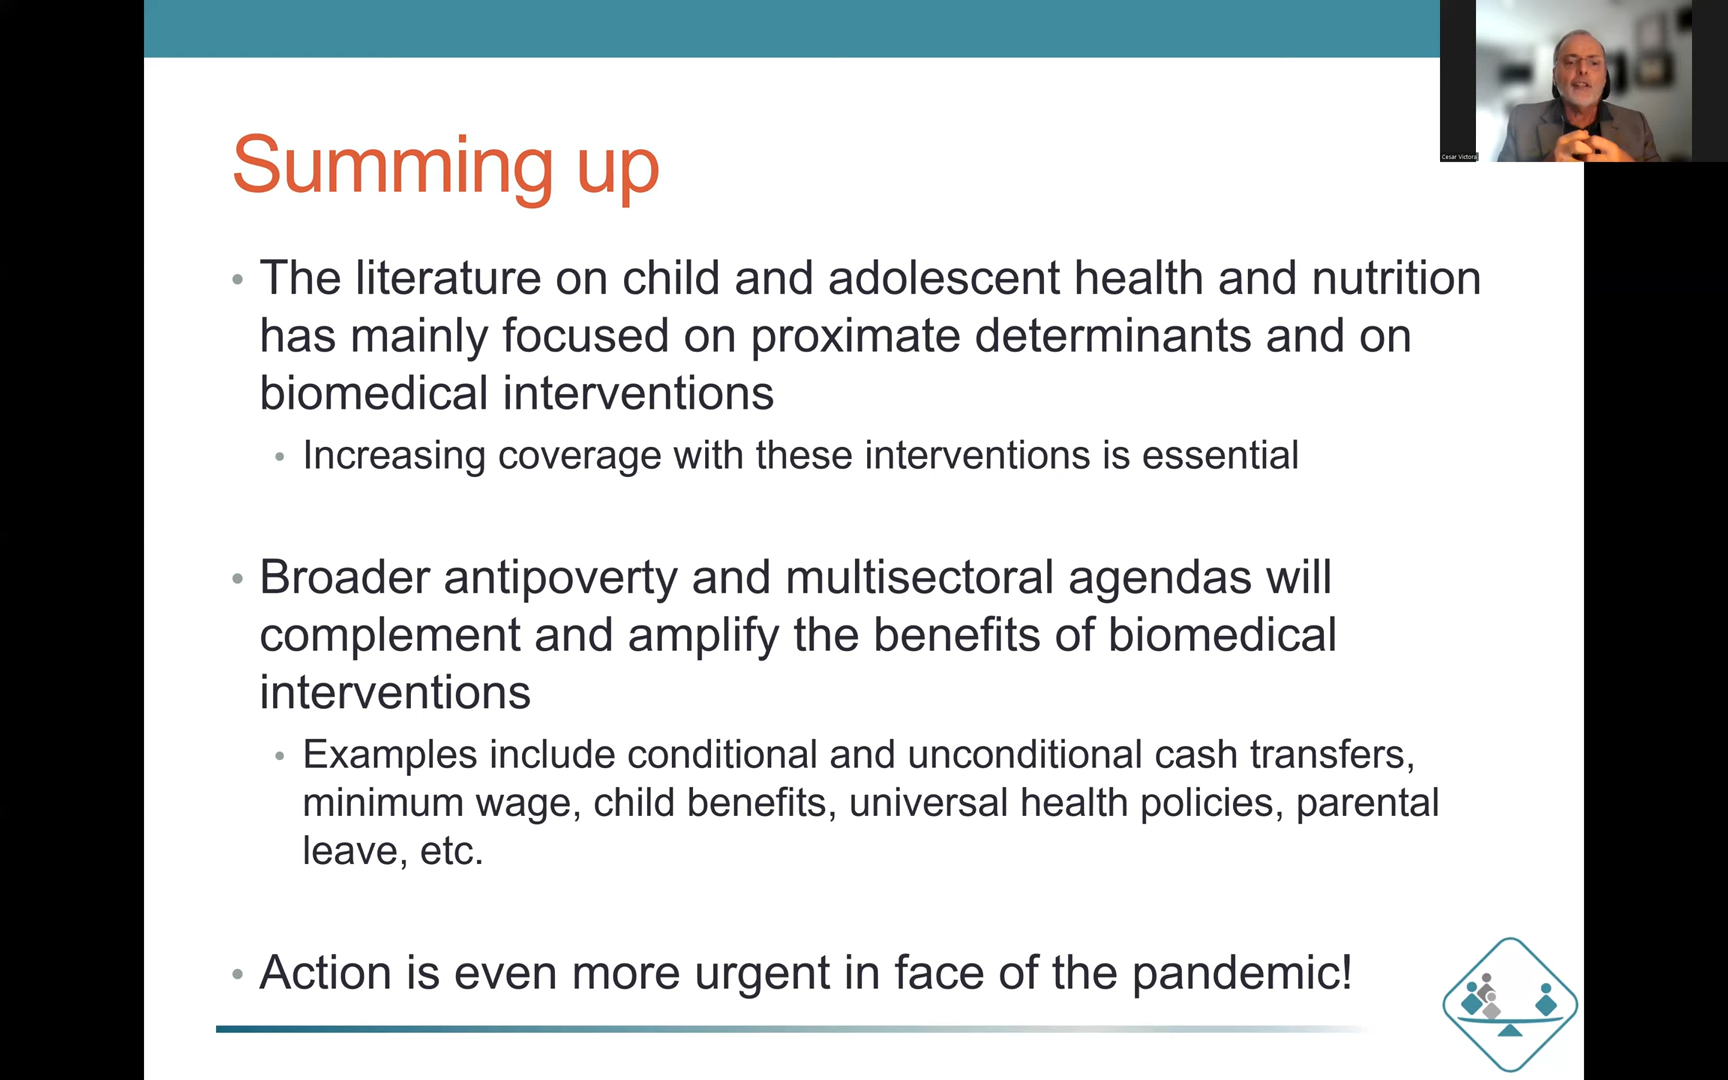 Cesar Victora
Summing up
• The literature on child and adolescent health and nutrition
has mainly focused on proximate determinants and on
biomedical interventions
• Increasing coverage with these interventions is essential
• Broader antipoverty and multisectoral agendas will
complement and amplify the benefits of biomedical
interventions
• Examples include conditional and unconditional cash transfers,
minimum wage, child benefits, universal health policies, parental
leave, etc.
• Action is even more urgent in face of the pandemic!